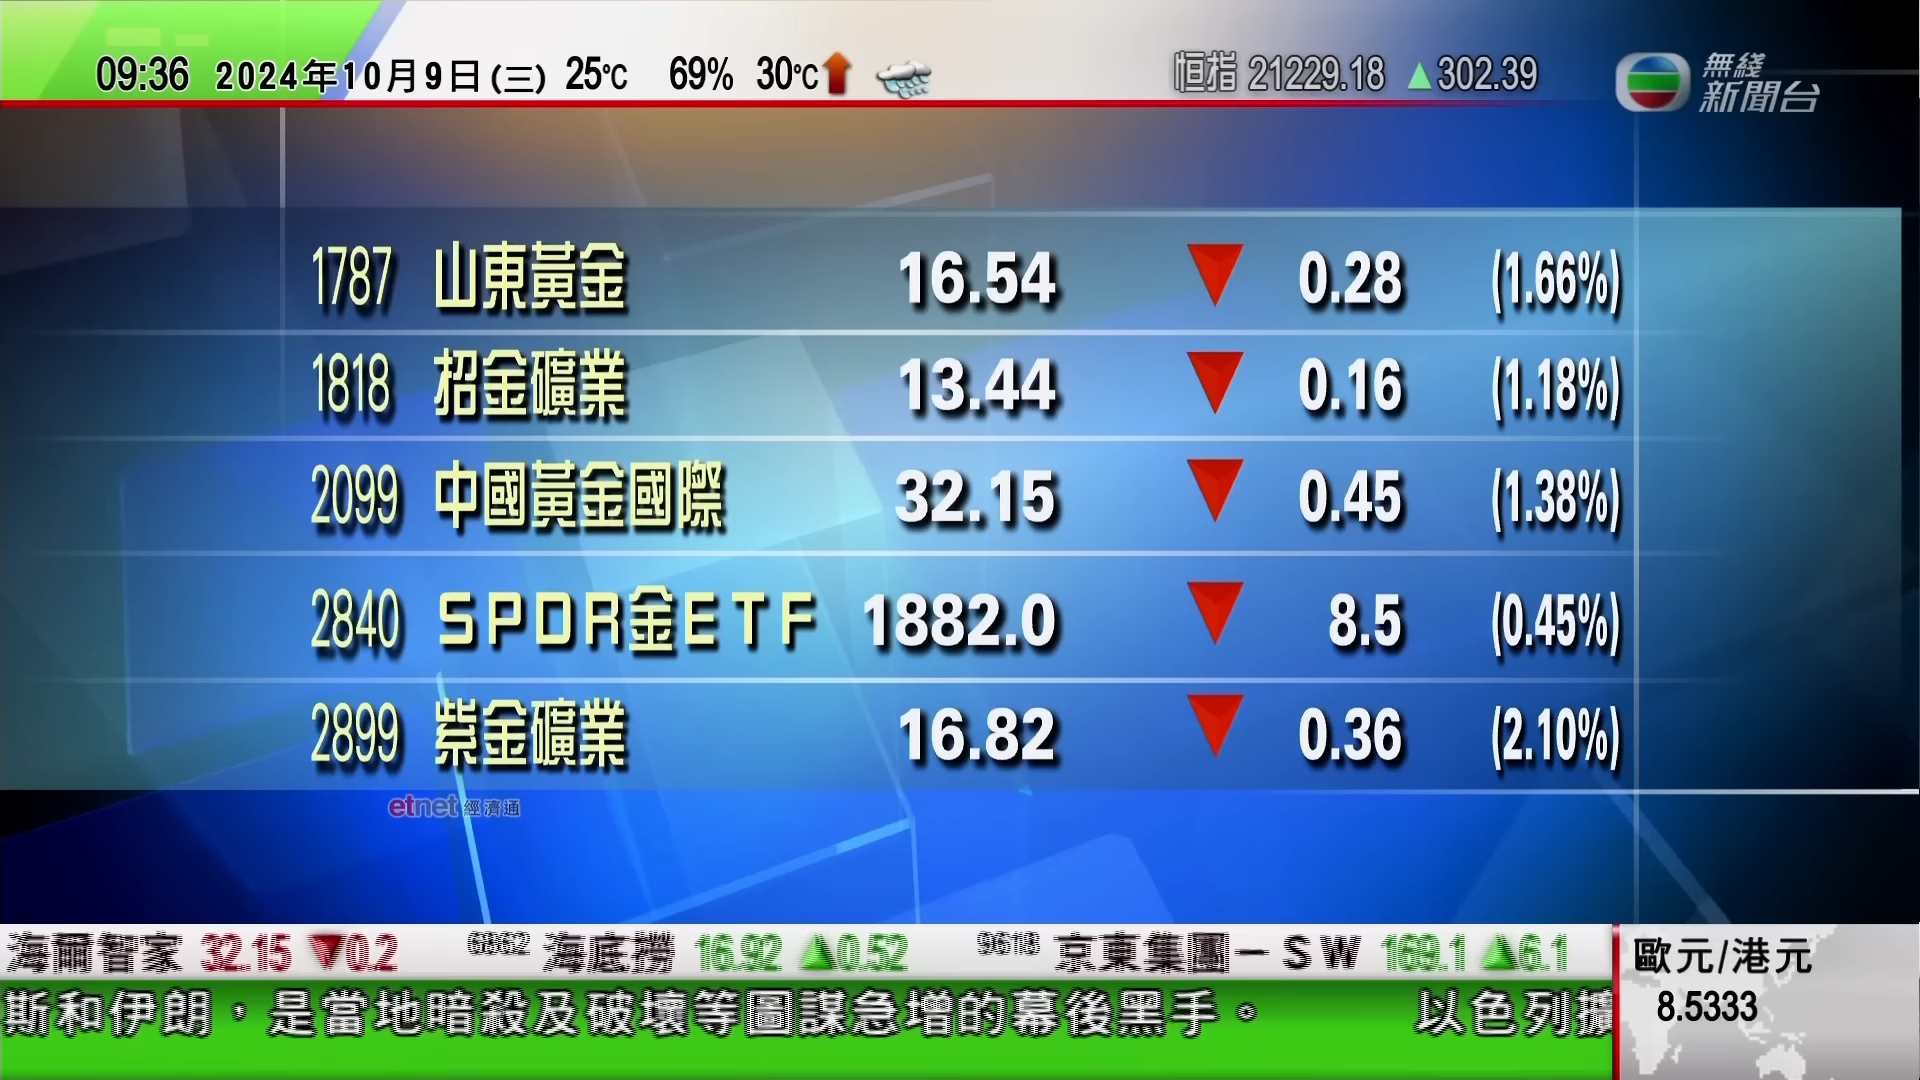 09:36 2024年10月9日(三) 25℃ 69% 30℃ 恒指 21229.18 ▲302.39
無綫
新聞台
1787 山東黃金 16.54 ▼ 0.28 (1.66%)
1818 招金礦業 13.44 ▼ 0.16 (1.18%)
2099 中國黃金國際 32.15 ▼ 0.45 (1.38%)
2840 SPDR金ETF 1882.0 ▼ 8.5 (0.45%)
2899 紫金礦業 16.82 ▼ 0.36 (2.10%)
etnet 經濟通
海爾智家 32.15 ▼0.2 6862 海底撈 16.92 ▲0.52 9618 京東集團－SW 169.1 ▲6.1
歐元/港元
8.5333
斯和伊朗，是當地暗殺及破壞等圖謀急增的幕後黑手。 以色列擴